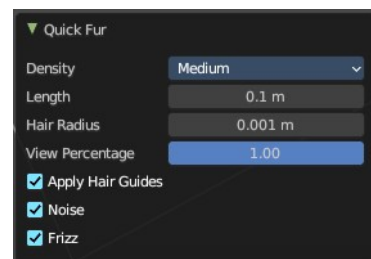 Quick Fur
Density Medium
Length 0.1 m
Hair Radius 0.001 m
View Percentage 1.00
Apply Hair Guides
Noise
Frizz